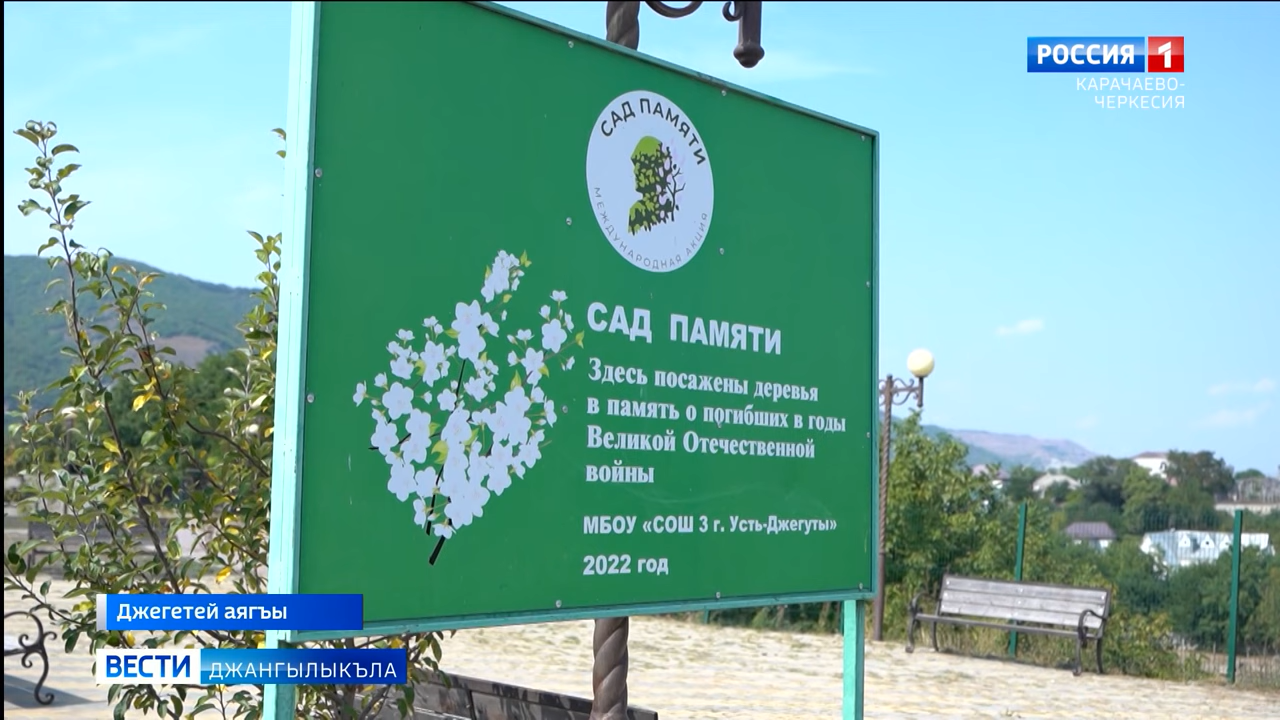 РОССИЯ 1
КАРАЧАЕВО-
ЧЕРКЕСИЯ
САД ПАМЯТИ
МЕЖДУНАРОДНАЯ АКЦИЯ
САД ПАМЯТИ
Здесь посажены деревья
в память о погибших в годы
Великой Отечественной
войны
МБОУ «СОШ 3 г. Усть-Джегуты»
2022 год
Джегетей аягъы
ВЕСТИ ДЖАНГЫЛЫКЪЛА